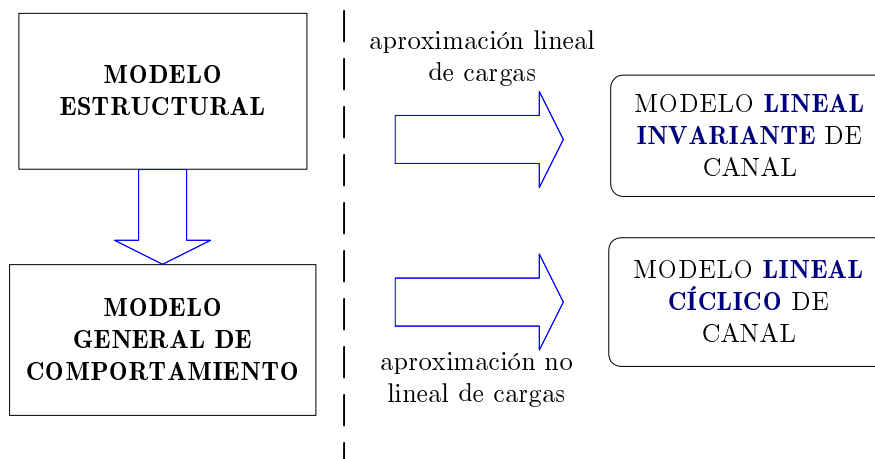 MODELO
ESTRUCTURAL
MODELO
GENERAL DE
COMPORTAMIENTO
aproximación lineal
de cargas
MODELO LINEAL
INVARIANTE DE
CANAL
aproximación no
lineal de cargas
MODELO LINEAL
CÍCLICO DE
CANAL